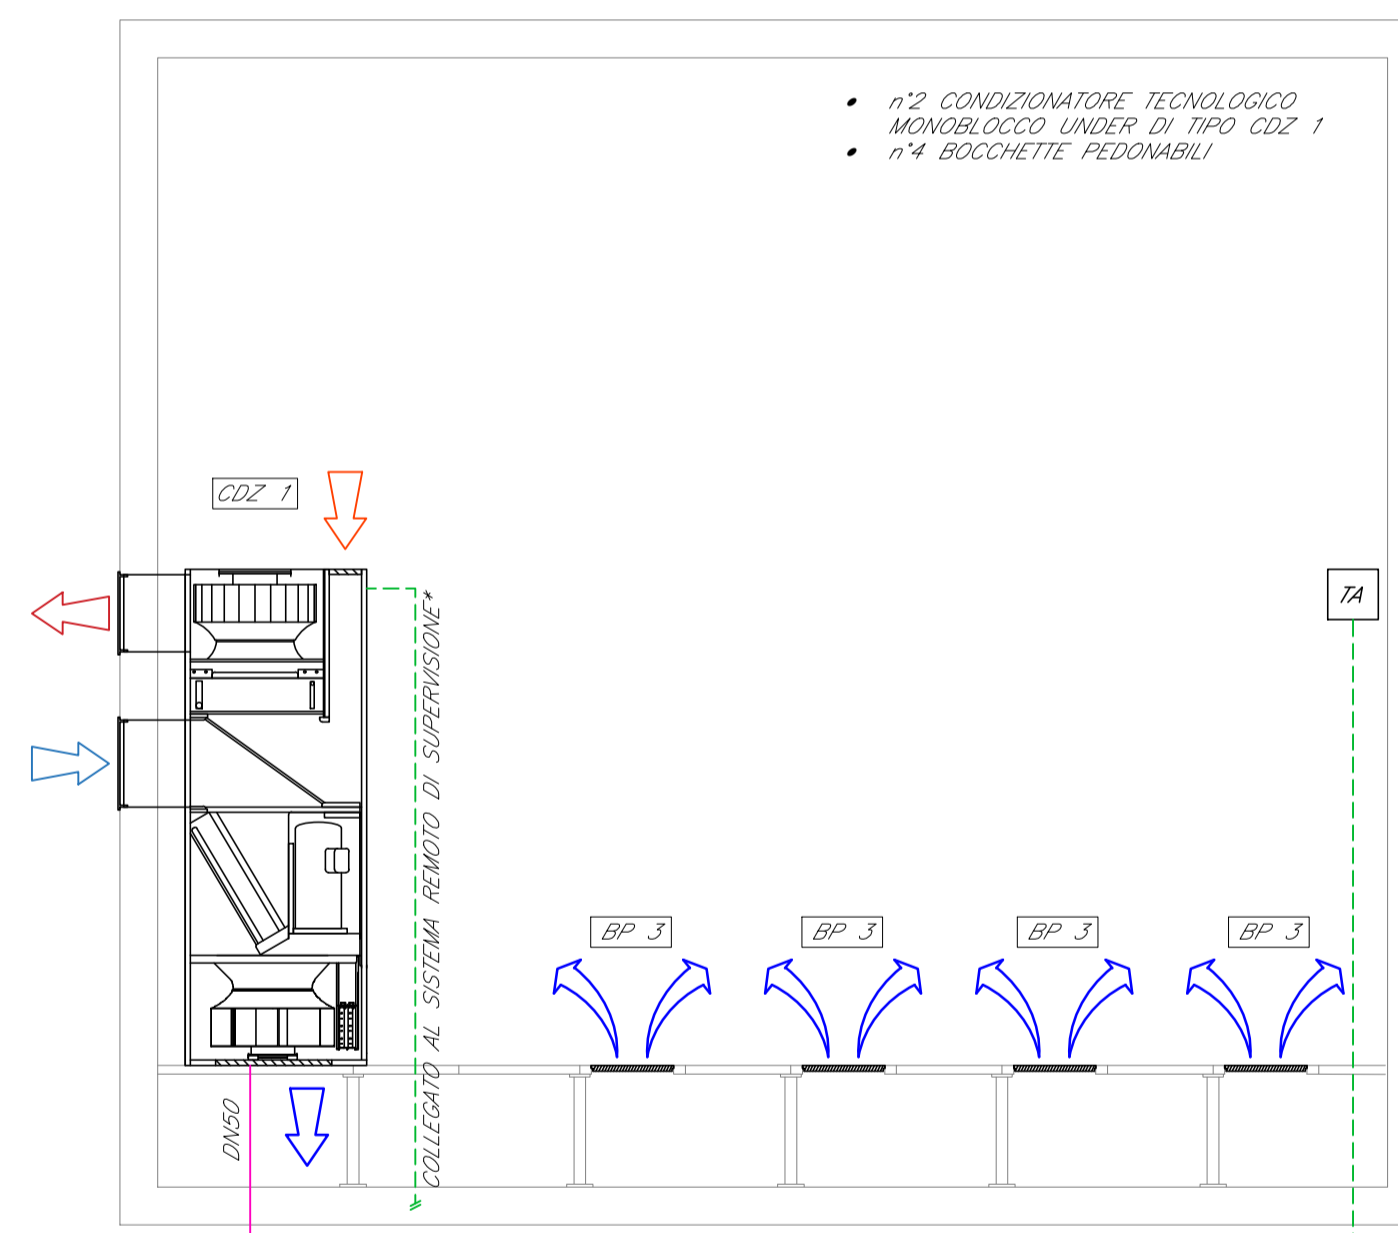 • n°2 CONDIZIONATORE TECNOLOGICO
MONOBLOCCO UNDER DI TIPO CDZ 1
• n°4 BOCCHETTE PEDONABILI
CDZ 1
TA
COLLEGATO AL SISTEMA REMOTO DI SUPERVISIONE*
BP 3
BP 3
BP 3
BP 3
DN50